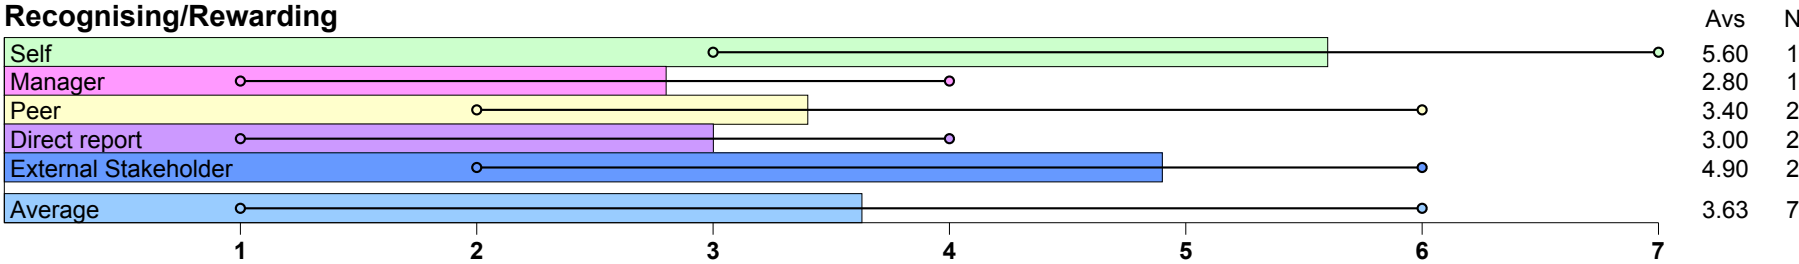 Recognising/Rewarding Avs N
Self 5.60 1
Manager 2.80 1
Peer 3.40 2
Direct report 3.00 2
External Stakeholder 4.90 2
Average 3.63 7
1 2 3 4 5 6 7